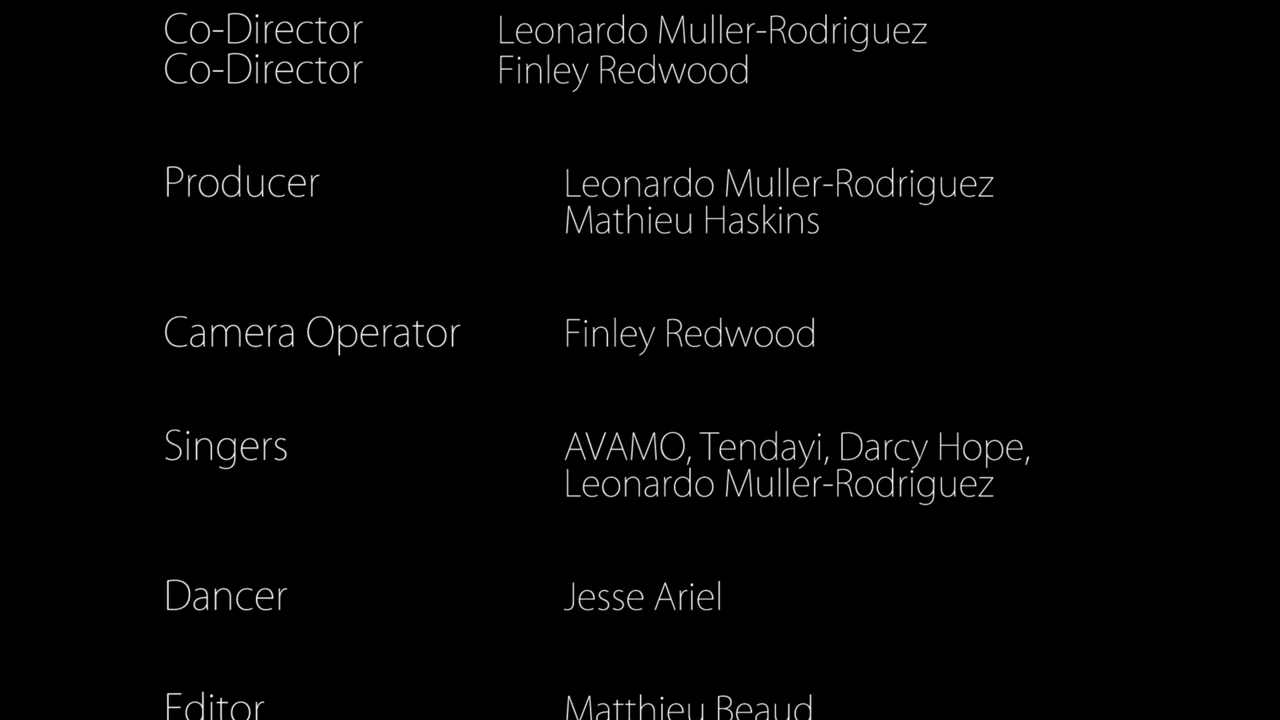 Co-Director Leonardo Muller-Rodriguez
Co-Director Finley Redwood
Producer Leonardo Muller-Rodriguez
Mathieu Haskins
Camera Operator Finley Redwood
Singers AVAMO, Tendayi, Darcy Hope,
Leonardo Muller-Rodriguez
Dancer Jesse Ariel
Editor Matthieu Beaud